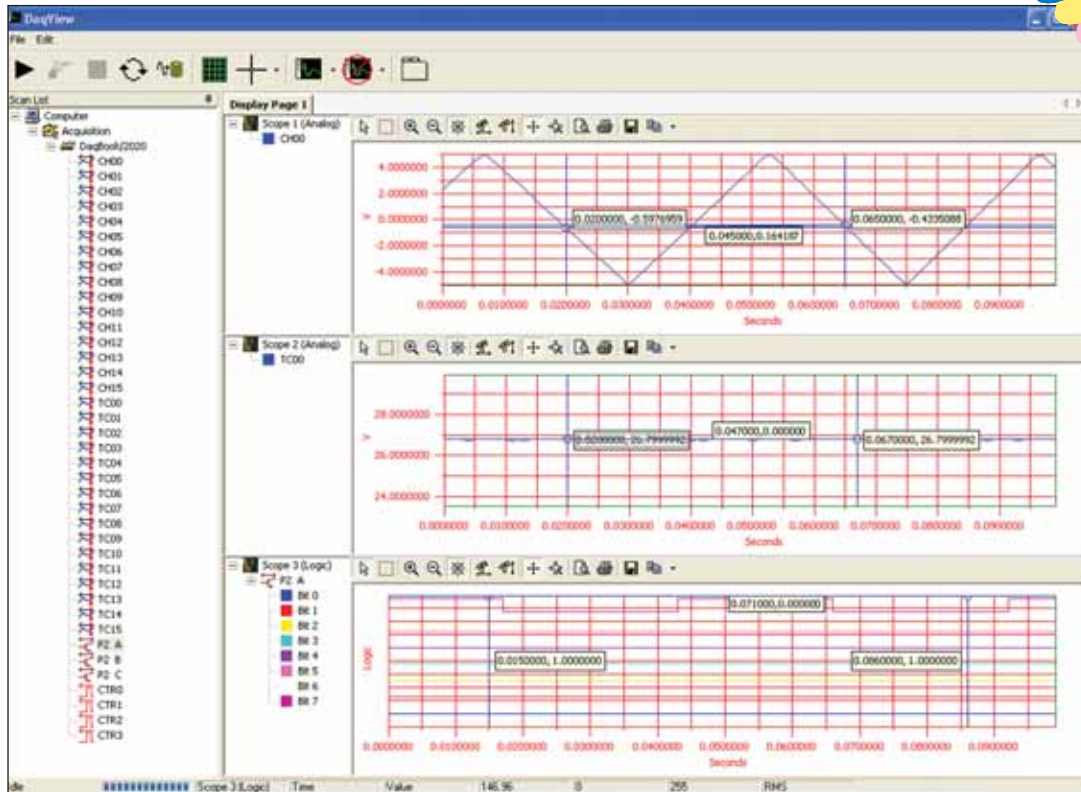 DaqView
File Edit
Scan List
Computer
Acquisition
DaqBook/2020
CH00
CH01
CH02
CH03
CH04
CH05
CH06
CH07
CH08
CH09
CH10
CH11
CH12
CH13
CH14
CH15
TC00
TC01
TC02
TC03
TC04
TC05
TC06
TC07
TC08
TC09
TC10
TC11
TC12
TC13
TC14
TC15
P2 A
P2 B
P2 C
CTR0
CTR1
CTR2
CTR3
Display Page 1
Scope 1 (Analog)
CH00
4.0000000
2.0000000
0.0000000
-2.0000000
-4.0000000
V
0.0200000, -0.5976959
0.045000,0.164187
0.0650000, -0.4335088
0.0000000 0.0100000 0.0200000 0.0300000 0.0400000 0.0500000 0.0600000 0.0700000 0.0800000 0.0900000
Seconds
Scope 2 (Analog)
TC00
28.0000000
26.0000000
24.0000000
V
0.0200000, 26.7999992
0.047000,0.000000
0.0670000, 26.7999992
0.0000000 0.0100000 0.0200000 0.0300000 0.0400000 0.0500000 0.0600000 0.0700000 0.0800000 0.0900000
Seconds
Scope 3 (Logic)
P2 A
Bit 0
Bit 1
Bit 2
Bit 3
Bit 4
Bit 5
Bit 6
Bit 7
Logic
0.071000,0.000000
0.0150000, 1.0000000
0.0860000, 1.0000000
0.0000000 0.0100000 0.0200000 0.0300000 0.0400000 0.0500000 0.0600000 0.0700000 0.0800000 0.0900000
Seconds
Idle Scope 3 (Logic) Time Value 146.96 0 255 RMS